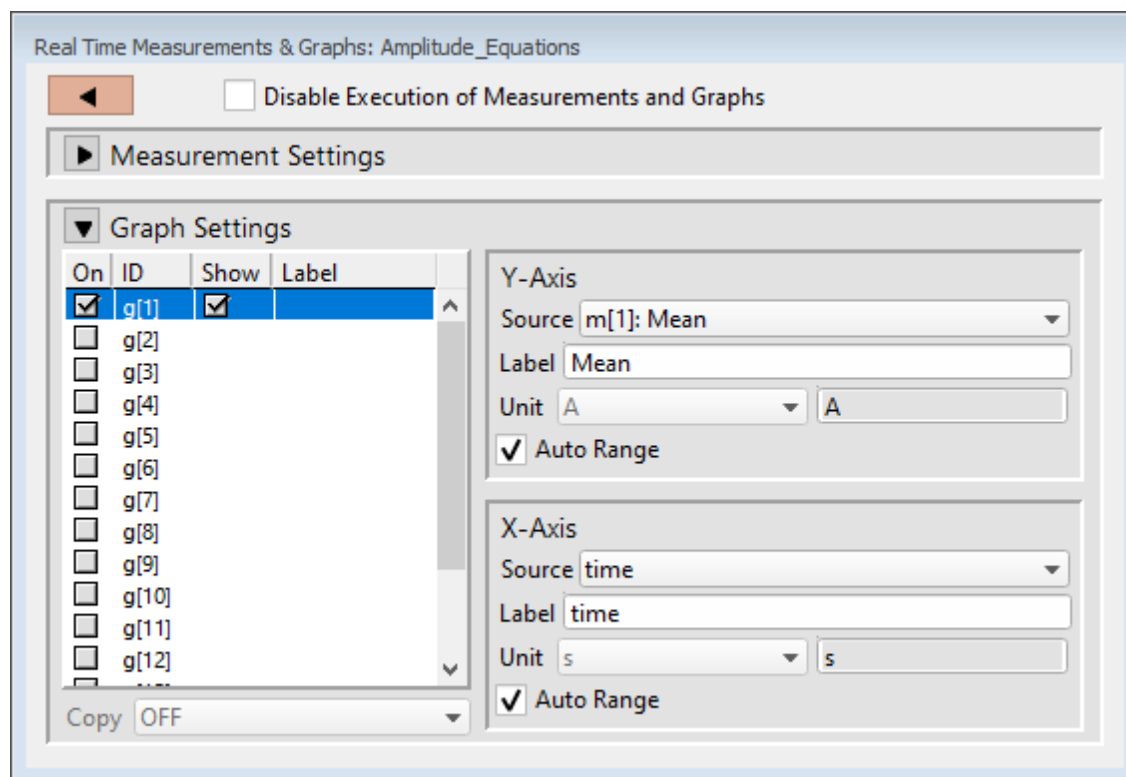 Real Time Measurements & Graphs: Amplitude_Equations
Disable Execution of Measurements and Graphs
Measurement Settings
Graph Settings
On ID Show Label
g[1]
g[2]
g[3]
g[4]
g[5]
g[6]
g[7]
g[8]
g[9]
g[10]
g[11]
g[12]
Copy OFF
Y-Axis
Source m[1]: Mean
Label Mean
Unit A A
Auto Range
X-Axis
Source time
Label time
Unit s s
Auto Range